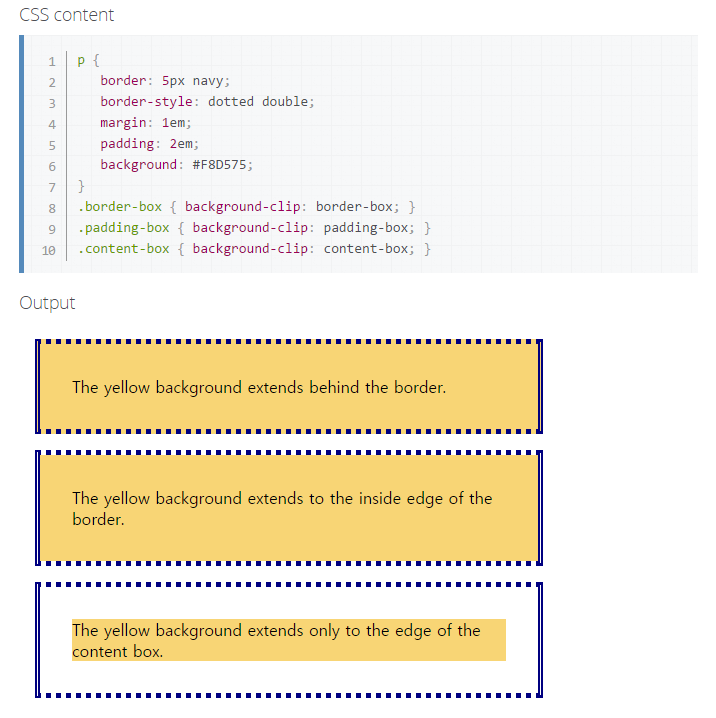 CSS content
1 p {
2 border: 5px navy;
3 border-style: dotted double;
4 margin: 1em;
5 padding: 2em;
6 background: #F8D575;
7 }
8 .border-box { background-clip: border-box; }
9 .padding-box { background-clip: padding-box; }
10 .content-box { background-clip: content-box; }
Output
The yellow background extends behind the border.
The yellow background extends to the inside edge of the
border.
The yellow background extends only to the edge of the
content box.